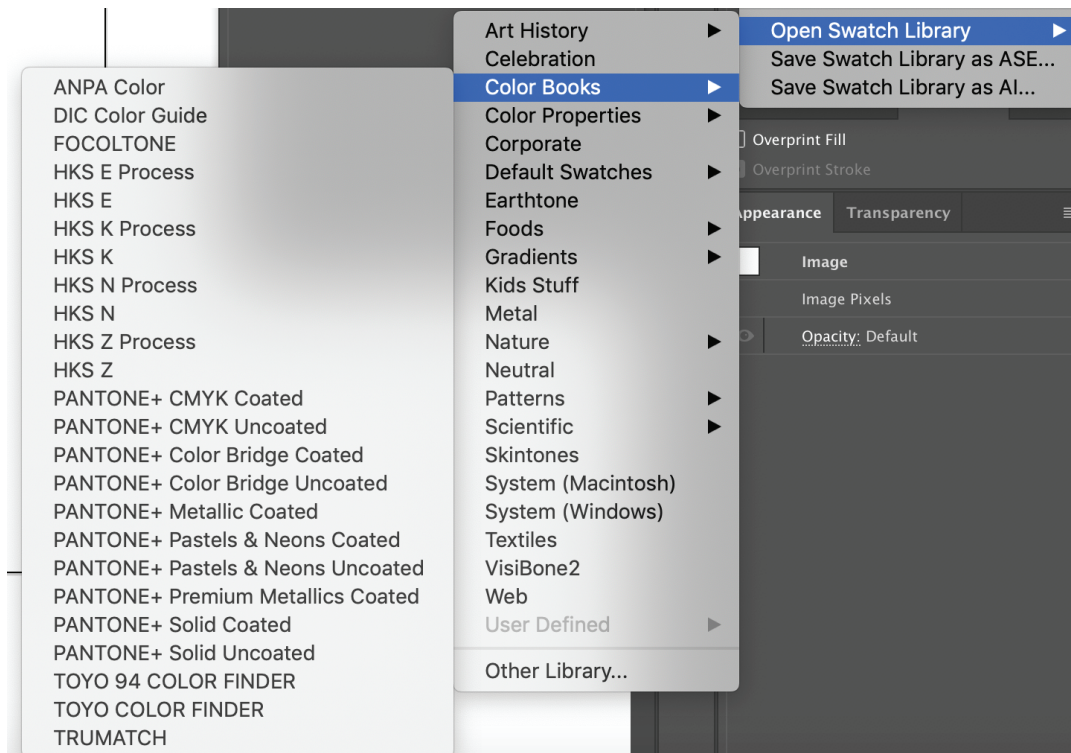 Open Swatch Library
Save Swatch Library as ASE...
Save Swatch Library as AI...
Art History
Celebration
Color Books
Color Properties
Corporate
Default Swatches
Earthtone
Foods
Gradients
Kids Stuff
Metal
Nature
Neutral
Patterns
Scientific
Skintones
System (Macintosh)
System (Windows)
Textiles
VisiBone2
Web
User Defined
Other Library...
ANPA Color
DIC Color Guide
FOCOLTONE
HKS E Process
HKS E
HKS K Process
HKS K
HKS N Process
HKS N
HKS Z Process
HKS Z
PANTONE+ CMYK Coated
PANTONE+ CMYK Uncoated
PANTONE+ Color Bridge Coated
PANTONE+ Color Bridge Uncoated
PANTONE+ Metallic Coated
PANTONE+ Pastels & Neons Coated
PANTONE+ Pastels & Neons Uncoated
PANTONE+ Premium Metallics Coated
PANTONE+ Solid Coated
PANTONE+ Solid Uncoated
TOYO 94 COLOR FINDER
TOYO COLOR FINDER
TRUMATCH
Overprint Fill
Overprint Stroke
Appearance Transparency
Image
Image Pixels
Opacity: Default